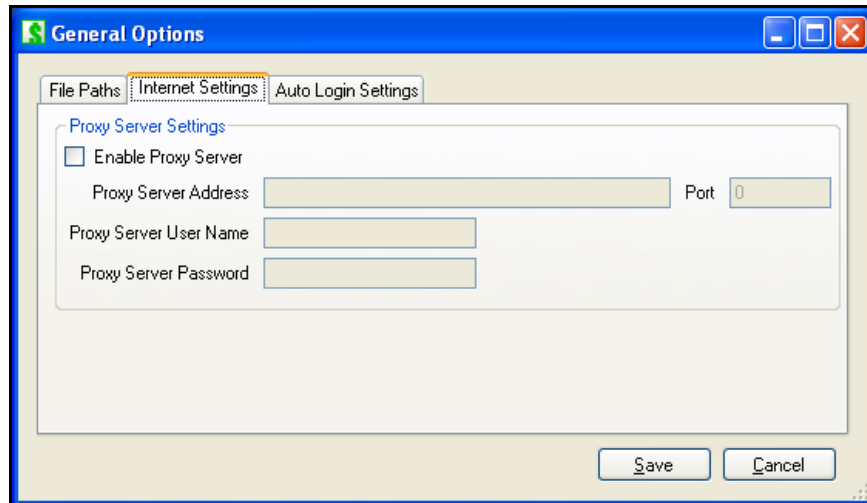 General Options
File Paths Internet Settings Auto Login Settings
Proxy Server Settings
Enable Proxy Server
Proxy Server Address Port 0
Proxy Server User Name
Proxy Server Password
Save Cancel